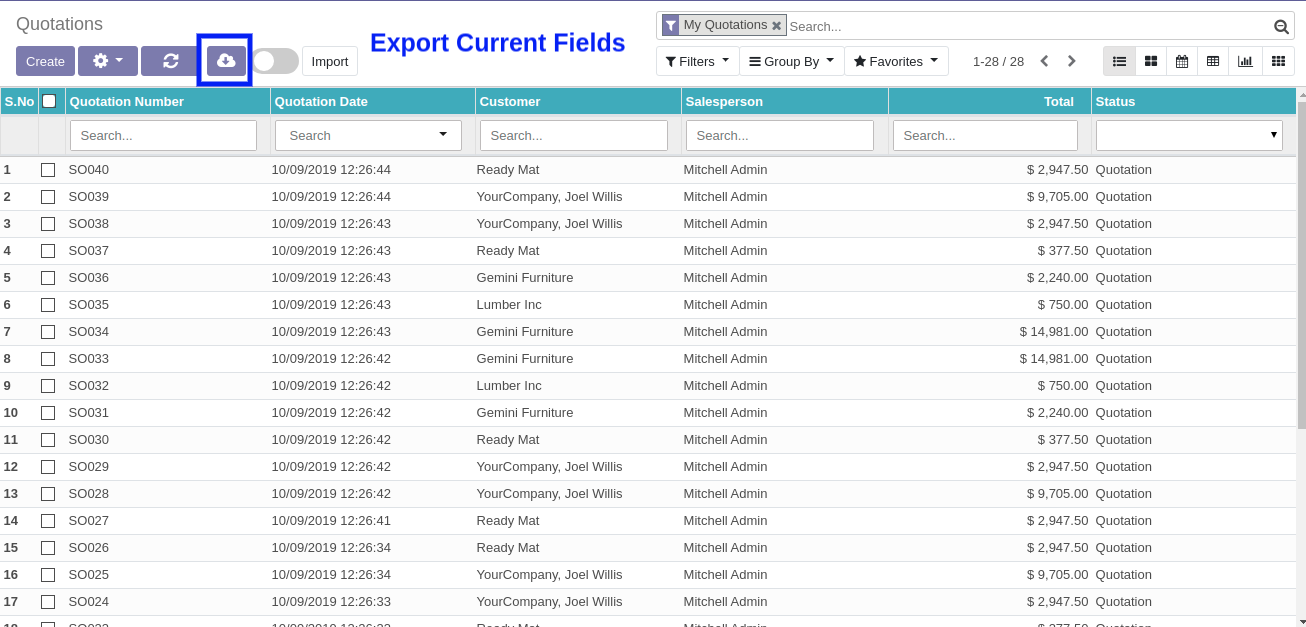 Quotations
My Quotations ✖ Search...
Export Current Fields
Create Import
Filters Group By Favorites 1-28 / 28
S.No Quotation Number Quotation Date Customer Salesperson Total Status
Search... Search Search... Search... Search...
1 SO040 10/09/2019 12:26:44 Ready Mat Mitchell Admin $ 2,947.50 Quotation
2 SO039 10/09/2019 12:26:44 YourCompany, Joel Willis Mitchell Admin $ 9,705.00 Quotation
3 SO038 10/09/2019 12:26:43 YourCompany, Joel Willis Mitchell Admin $ 2,947.50 Quotation
4 SO037 10/09/2019 12:26:43 Ready Mat Mitchell Admin $ 377.50 Quotation
5 SO036 10/09/2019 12:26:43 Gemini Furniture Mitchell Admin $ 2,240.00 Quotation
6 SO035 10/09/2019 12:26:43 Lumber Inc Mitchell Admin $ 750.00 Quotation
7 SO034 10/09/2019 12:26:43 Gemini Furniture Mitchell Admin $ 14,981.00 Quotation
8 SO033 10/09/2019 12:26:42 Gemini Furniture Mitchell Admin $ 14,981.00 Quotation
9 SO032 10/09/2019 12:26:42 Lumber Inc Mitchell Admin $ 750.00 Quotation
10 SO031 10/09/2019 12:26:42 Gemini Furniture Mitchell Admin $ 2,240.00 Quotation
11 SO030 10/09/2019 12:26:42 Ready Mat Mitchell Admin $ 377.50 Quotation
12 SO029 10/09/2019 12:26:42 YourCompany, Joel Willis Mitchell Admin $ 2,947.50 Quotation
13 SO028 10/09/2019 12:26:42 YourCompany, Joel Willis Mitchell Admin $ 9,705.00 Quotation
14 SO027 10/09/2019 12:26:41 Ready Mat Mitchell Admin $ 2,947.50 Quotation
15 SO026 10/09/2019 12:26:34 Ready Mat Mitchell Admin $ 2,947.50 Quotation
16 SO025 10/09/2019 12:26:34 YourCompany, Joel Willis Mitchell Admin $ 9,705.00 Quotation
17 SO024 10/09/2019 12:26:33 YourCompany, Joel Willis Mitchell Admin $ 2,947.50 Quotation